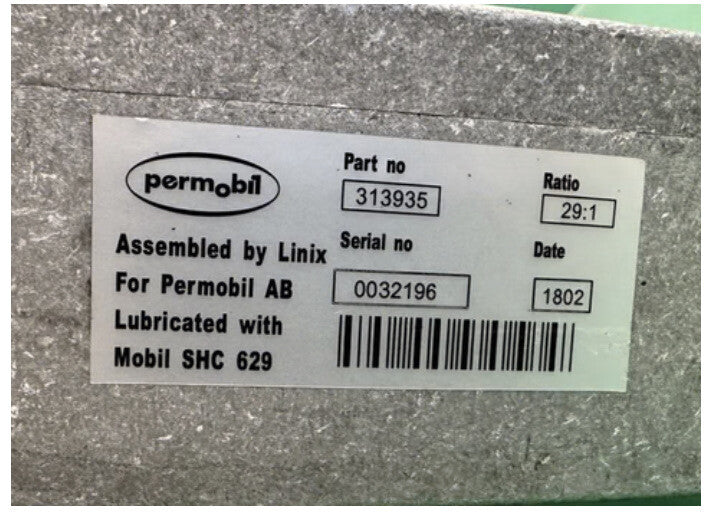 permobil
Assembled by Linix
For Permobil AB
Lubricated with
Mobil SHC 629
Part no
313935
Serial no
0032196
Ratio
29:1
Date
1802